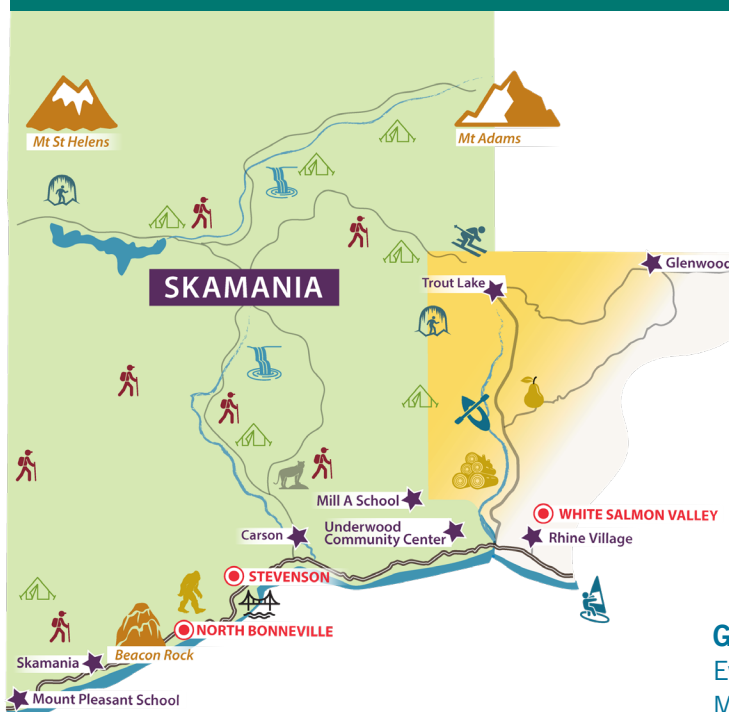 Mt St Helens
Mt Adams
SKAMANIA
Trout Lake
Glenwood
Mill A School
WHITE SALMON VALLEY
Carson
Underwood
Community Center
Rhine Village
STEVENSON
NORTH BONNEVILLE
Beacon Rock
Skamania
Mount Pleasant School
G
E
M